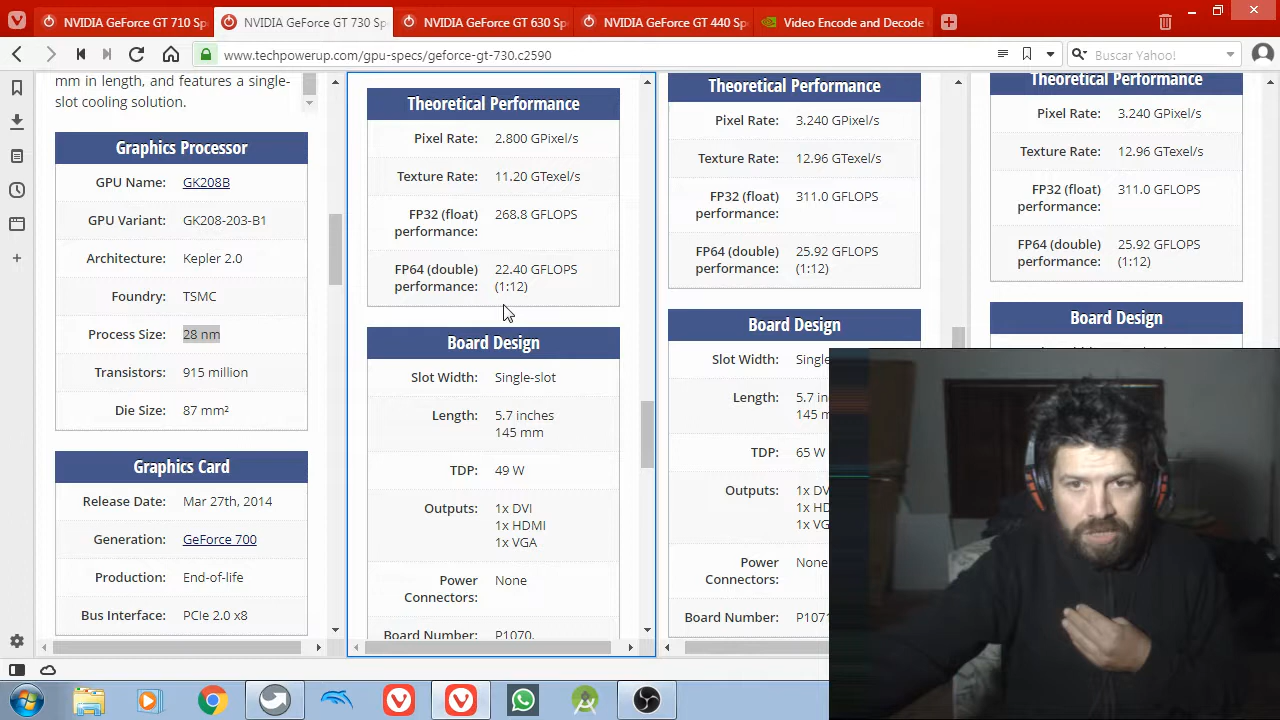 NVIDIA GeForce GT 710 Sp
NVIDIA GeForce GT 730 Sp
NVIDIA GeForce GT 630 Sp
NVIDIA GeForce GT 440 Sp
Video Encode and Decode
www.techpowerup.com/gpu-specs/geforce-gt-730.c2590
Buscar Yahoo!
mm in length, and features a single-
slot cooling solution.
Graphics Processor
GPU Name: GK208B
GPU Variant: GK208-203-B1
Architecture: Kepler 2.0
Foundry: TSMC
Process Size: 28 nm
Transistors: 915 million
Die Size: 87 mm²
Graphics Card
Release Date: Mar 27th, 2014
Generation: GeForce 700
Production: End-of-life
Bus Interface: PCIe 2.0 x8
Theoretical Performance
Pixel Rate: 2.800 GPixel/s
Texture Rate: 11.20 GTexel/s
FP32 (float) 268.8 GFLOPS
performance:
FP64 (double) 22.40 GFLOPS
performance: (1:12)
Board Design
Slot Width: Single-slot
Length: 5.7 inches
145 mm
TDP: 49 W
Outputs: 1x DVI
1x HDMI
1x VGA
Power None
Connectors:
Board Number: P1070,
Theoretical Performance
Pixel Rate: 3.240 GPixel/s
Texture Rate: 12.96 GTexel/s
FP32 (float) 311.0 GFLOPS
performance:
FP64 (double) 25.92 GFLOPS
performance: (1:12)
Board Design
Slot Width: Single
Length: 5.7 in
145 m
TDP: 65 W
Outputs: 1x DV
1x HD
1x VG
Power None
Connectors:
Board Number: P107
Theoretical Performance
Pixel Rate: 3.240 GPixel/s
Texture Rate: 12.96 GTexel/s
FP32 (float) 311.0 GFLOPS
performance:
FP64 (double) 25.92 GFLOPS
performance: (1:12)
Board Design